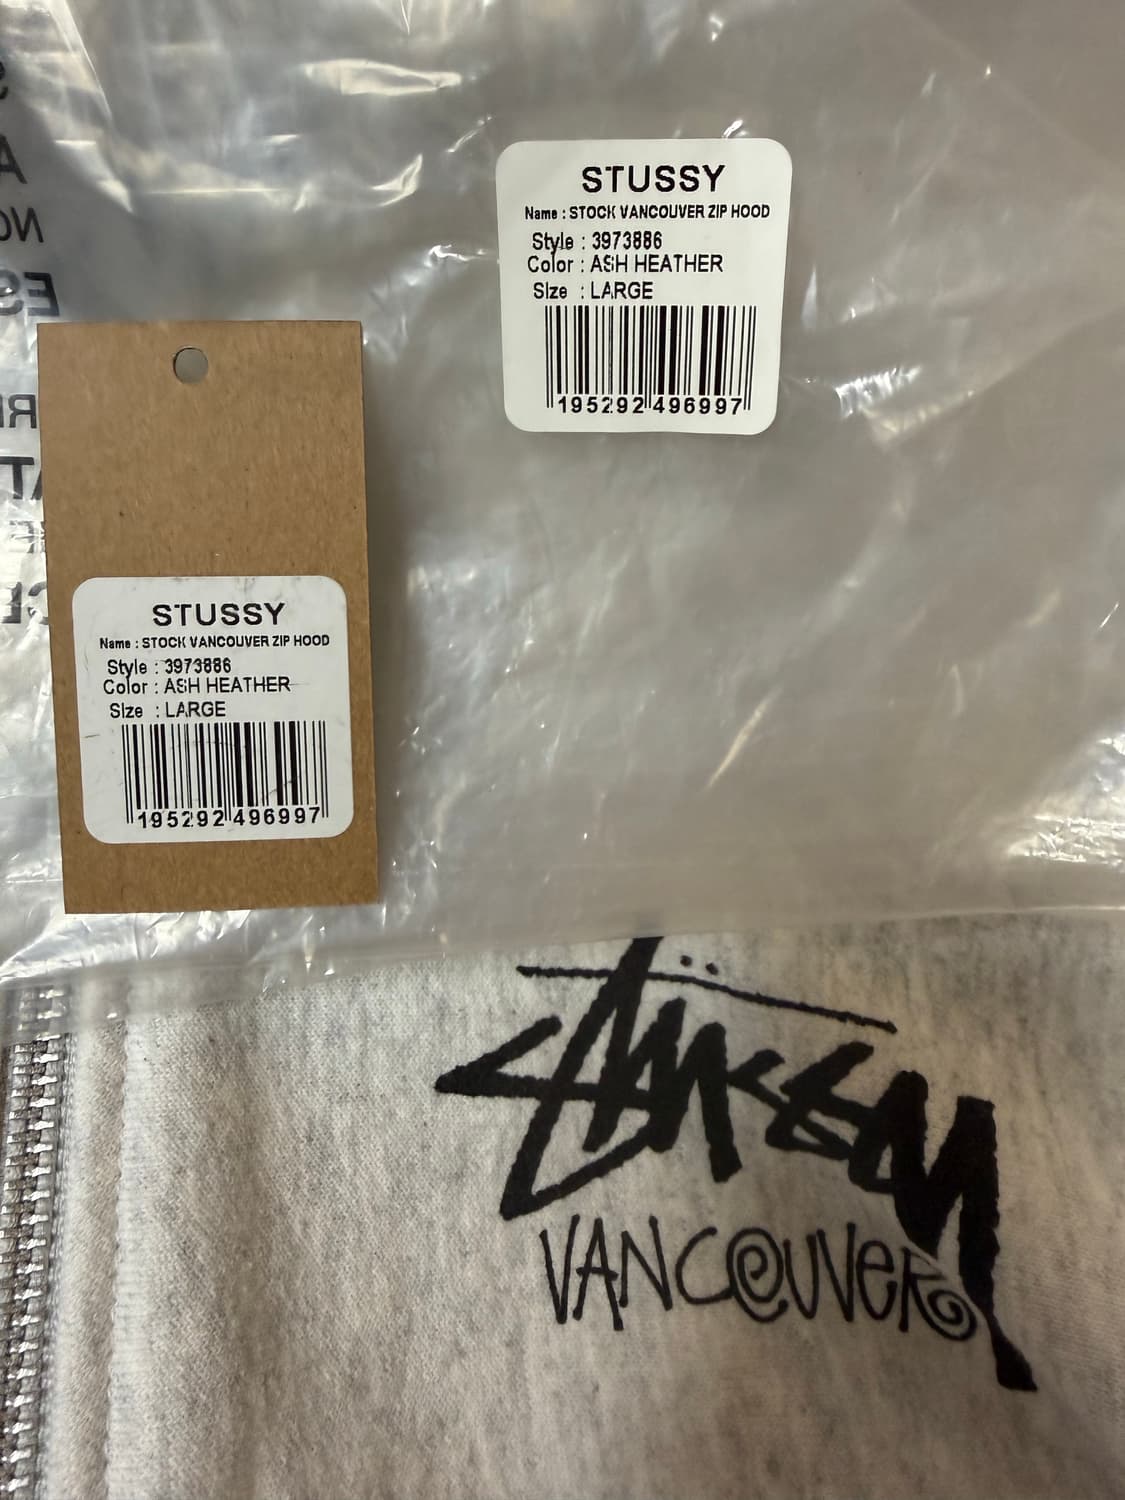 STUSSY
Name : STOCK VANCOUVER ZIP HOOD
Style : 3973886
Color : ASH HEATHER
Size : LARGE
195292 496997
STUSSY
Name : STOCK VANCOUVER ZIP HOOD
Style : 3973886
Color : ASH HEATHER
Size : LARGE
195292 496997
Stüssy
VANCOUVER